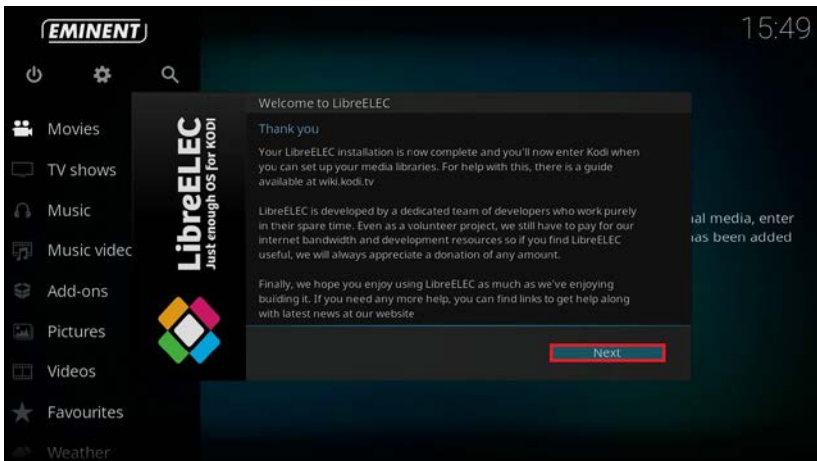 EMINENT
15:49
Movies
TV shows
Music
Music videc
Add-ons
Pictures
Videos
Favourites
Weather
LibreELEC
Just enough OS for KODI
Welcome to LibreELEC
Thank you
Your LibreELEC installation is now complete and you'll now enter Kodi when
you can set up your media libraries. For help with this, there is a guide
available at wiki.kodi.tv
LibreELEC is developed by a dedicated team of developers who work purely
in their spare time. Even as a volunteer project, we still have to pay for our
internet bandwidth and development resources so if you find LibreELEC
useful, we will always appreciate a donation of any amount.
Finally, we hope you enjoy using LibreELEC as much as we've enjoying
building it. If you need any more help, you can find links to get help along
with latest news at our website
Next
al media, enter
as been added